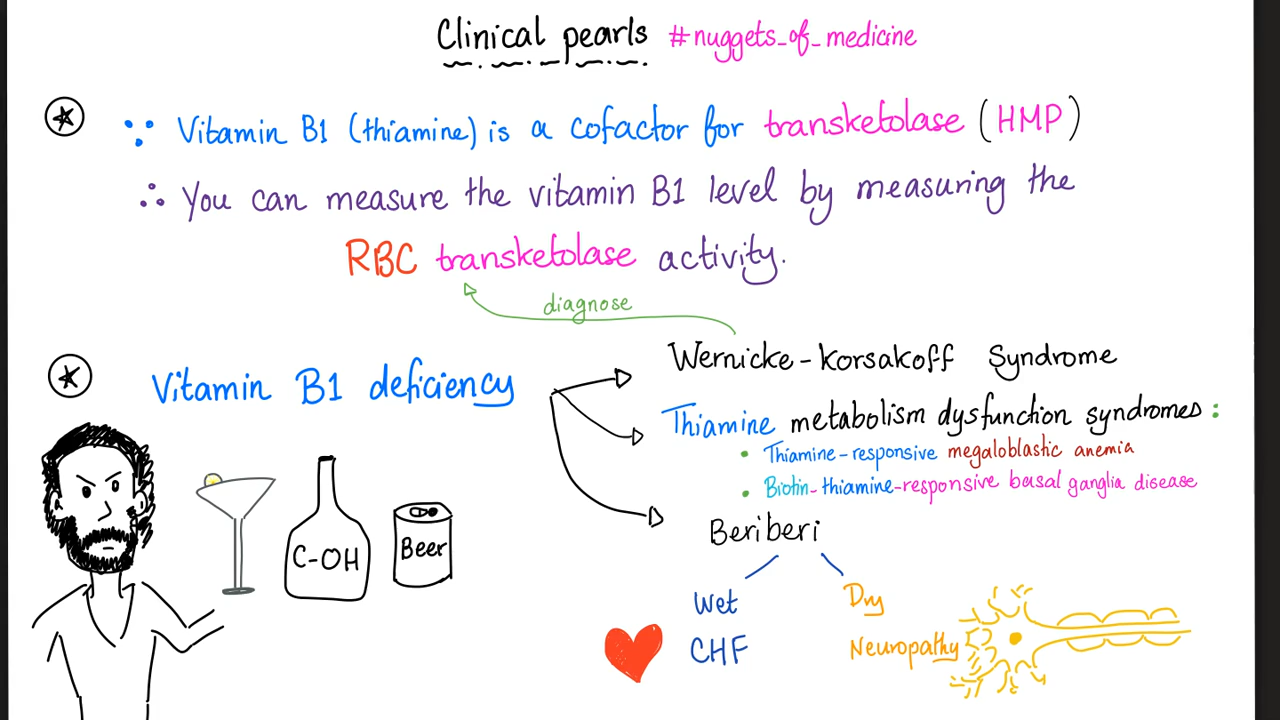 Clinical pearls #nuggets_of_medicine
∵ Vitamin B1 (thiamine) is a cofactor for transketolase (HMP)
∴ You can measure the vitamin B1 level by measuring the
RBC transketolase activity.
diagnose
Wernicke-Korsakoff Syndrome
Vitamin B1 deficiency
Thiamine metabolism dysfunction syndromes:
• Thiamine-responsive megaloblastic anemia
• Biotin-thiamine-responsive basal ganglia disease
Beriberi
C-OH
Beer
Wet
Dry
CHF
Neuropathy